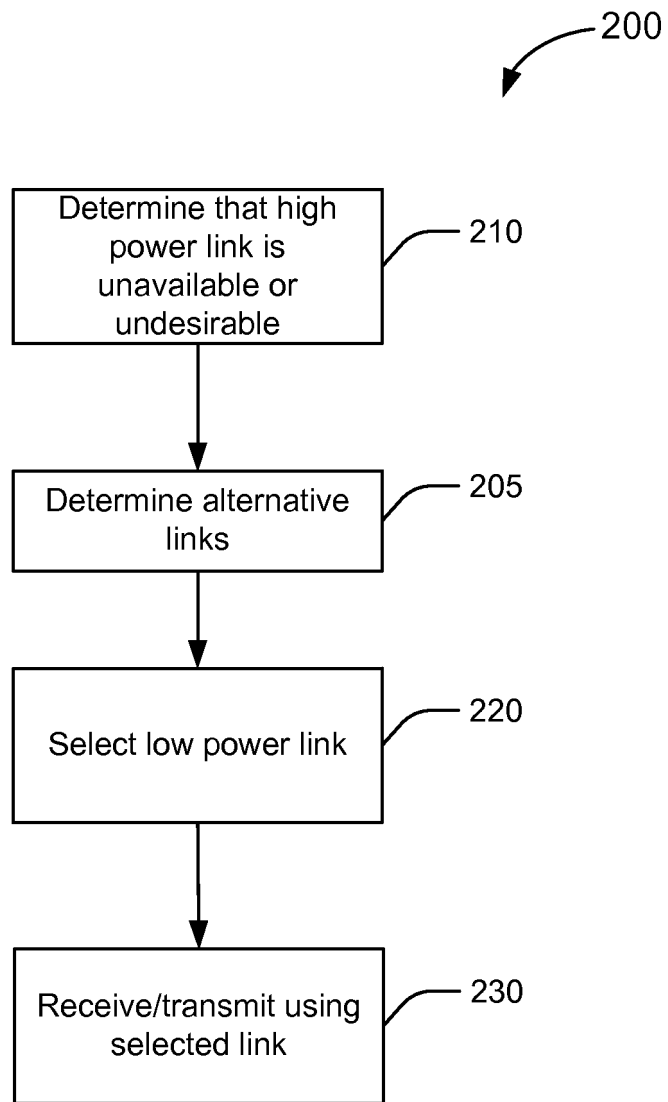 200
Determine that high
power link is
unavailable or
undesirable
210
Determine alternative
links
205
Select low power link
220
Receive/transmit using
selected link
230